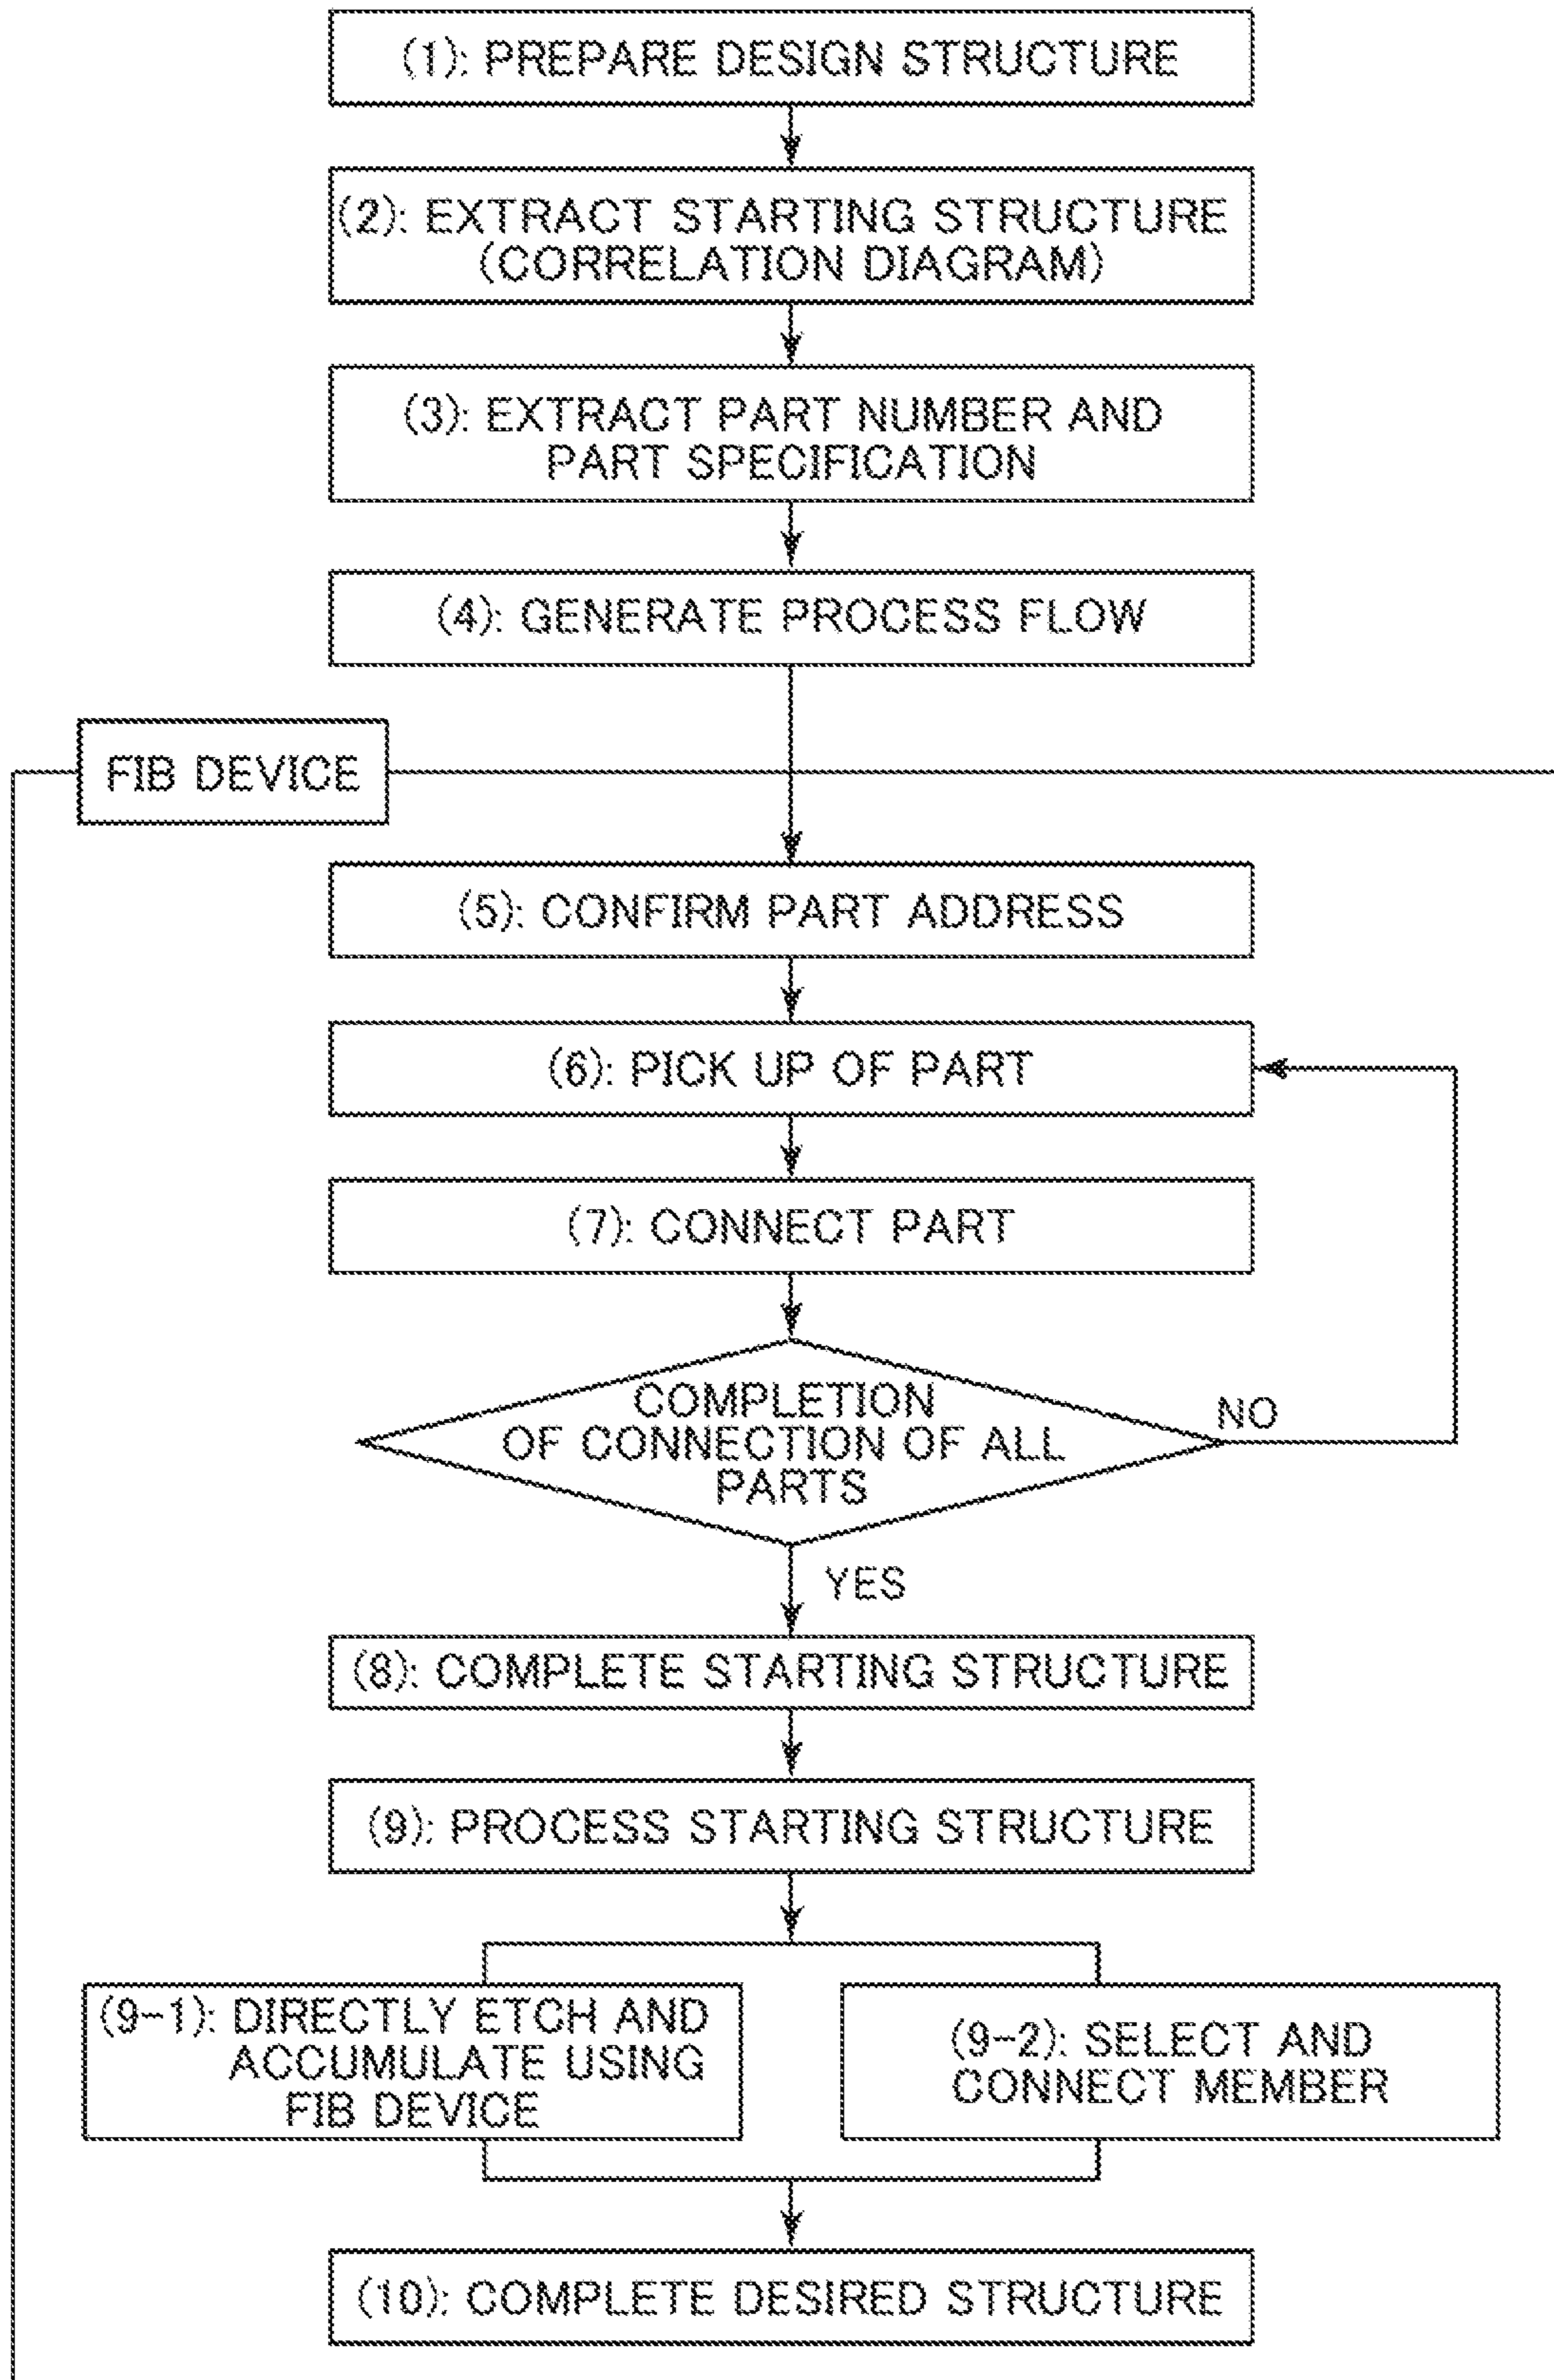 (1): PREPARE DESIGN STRUCTURE
(2): EXTRACT STARTING STRUCTURE
(CORRELATION DIAGRAM)
(3): EXTRACT PART NUMBER AND
PART SPECIFICATION
(4): GENERATE PROCESS FLOW
FIB DEVICE
(5): CONFIRM PART ADDRESS
(6): PICK UP OF PART
(7): CONNECT PART
COMPLETION
OF CONNECTION OF ALL
PARTS
NO
YES
(8): COMPLETE STARTING STRUCTURE
(9): PROCESS STARTING STRUCTURE
(9-1): DIRECTLY ETCH AND
ACCUMULATE USING
FIB DEVICE
(9-2): SELECT AND
CONNECT MEMBER
(10): COMPLETE DESIRED STRUCTURE